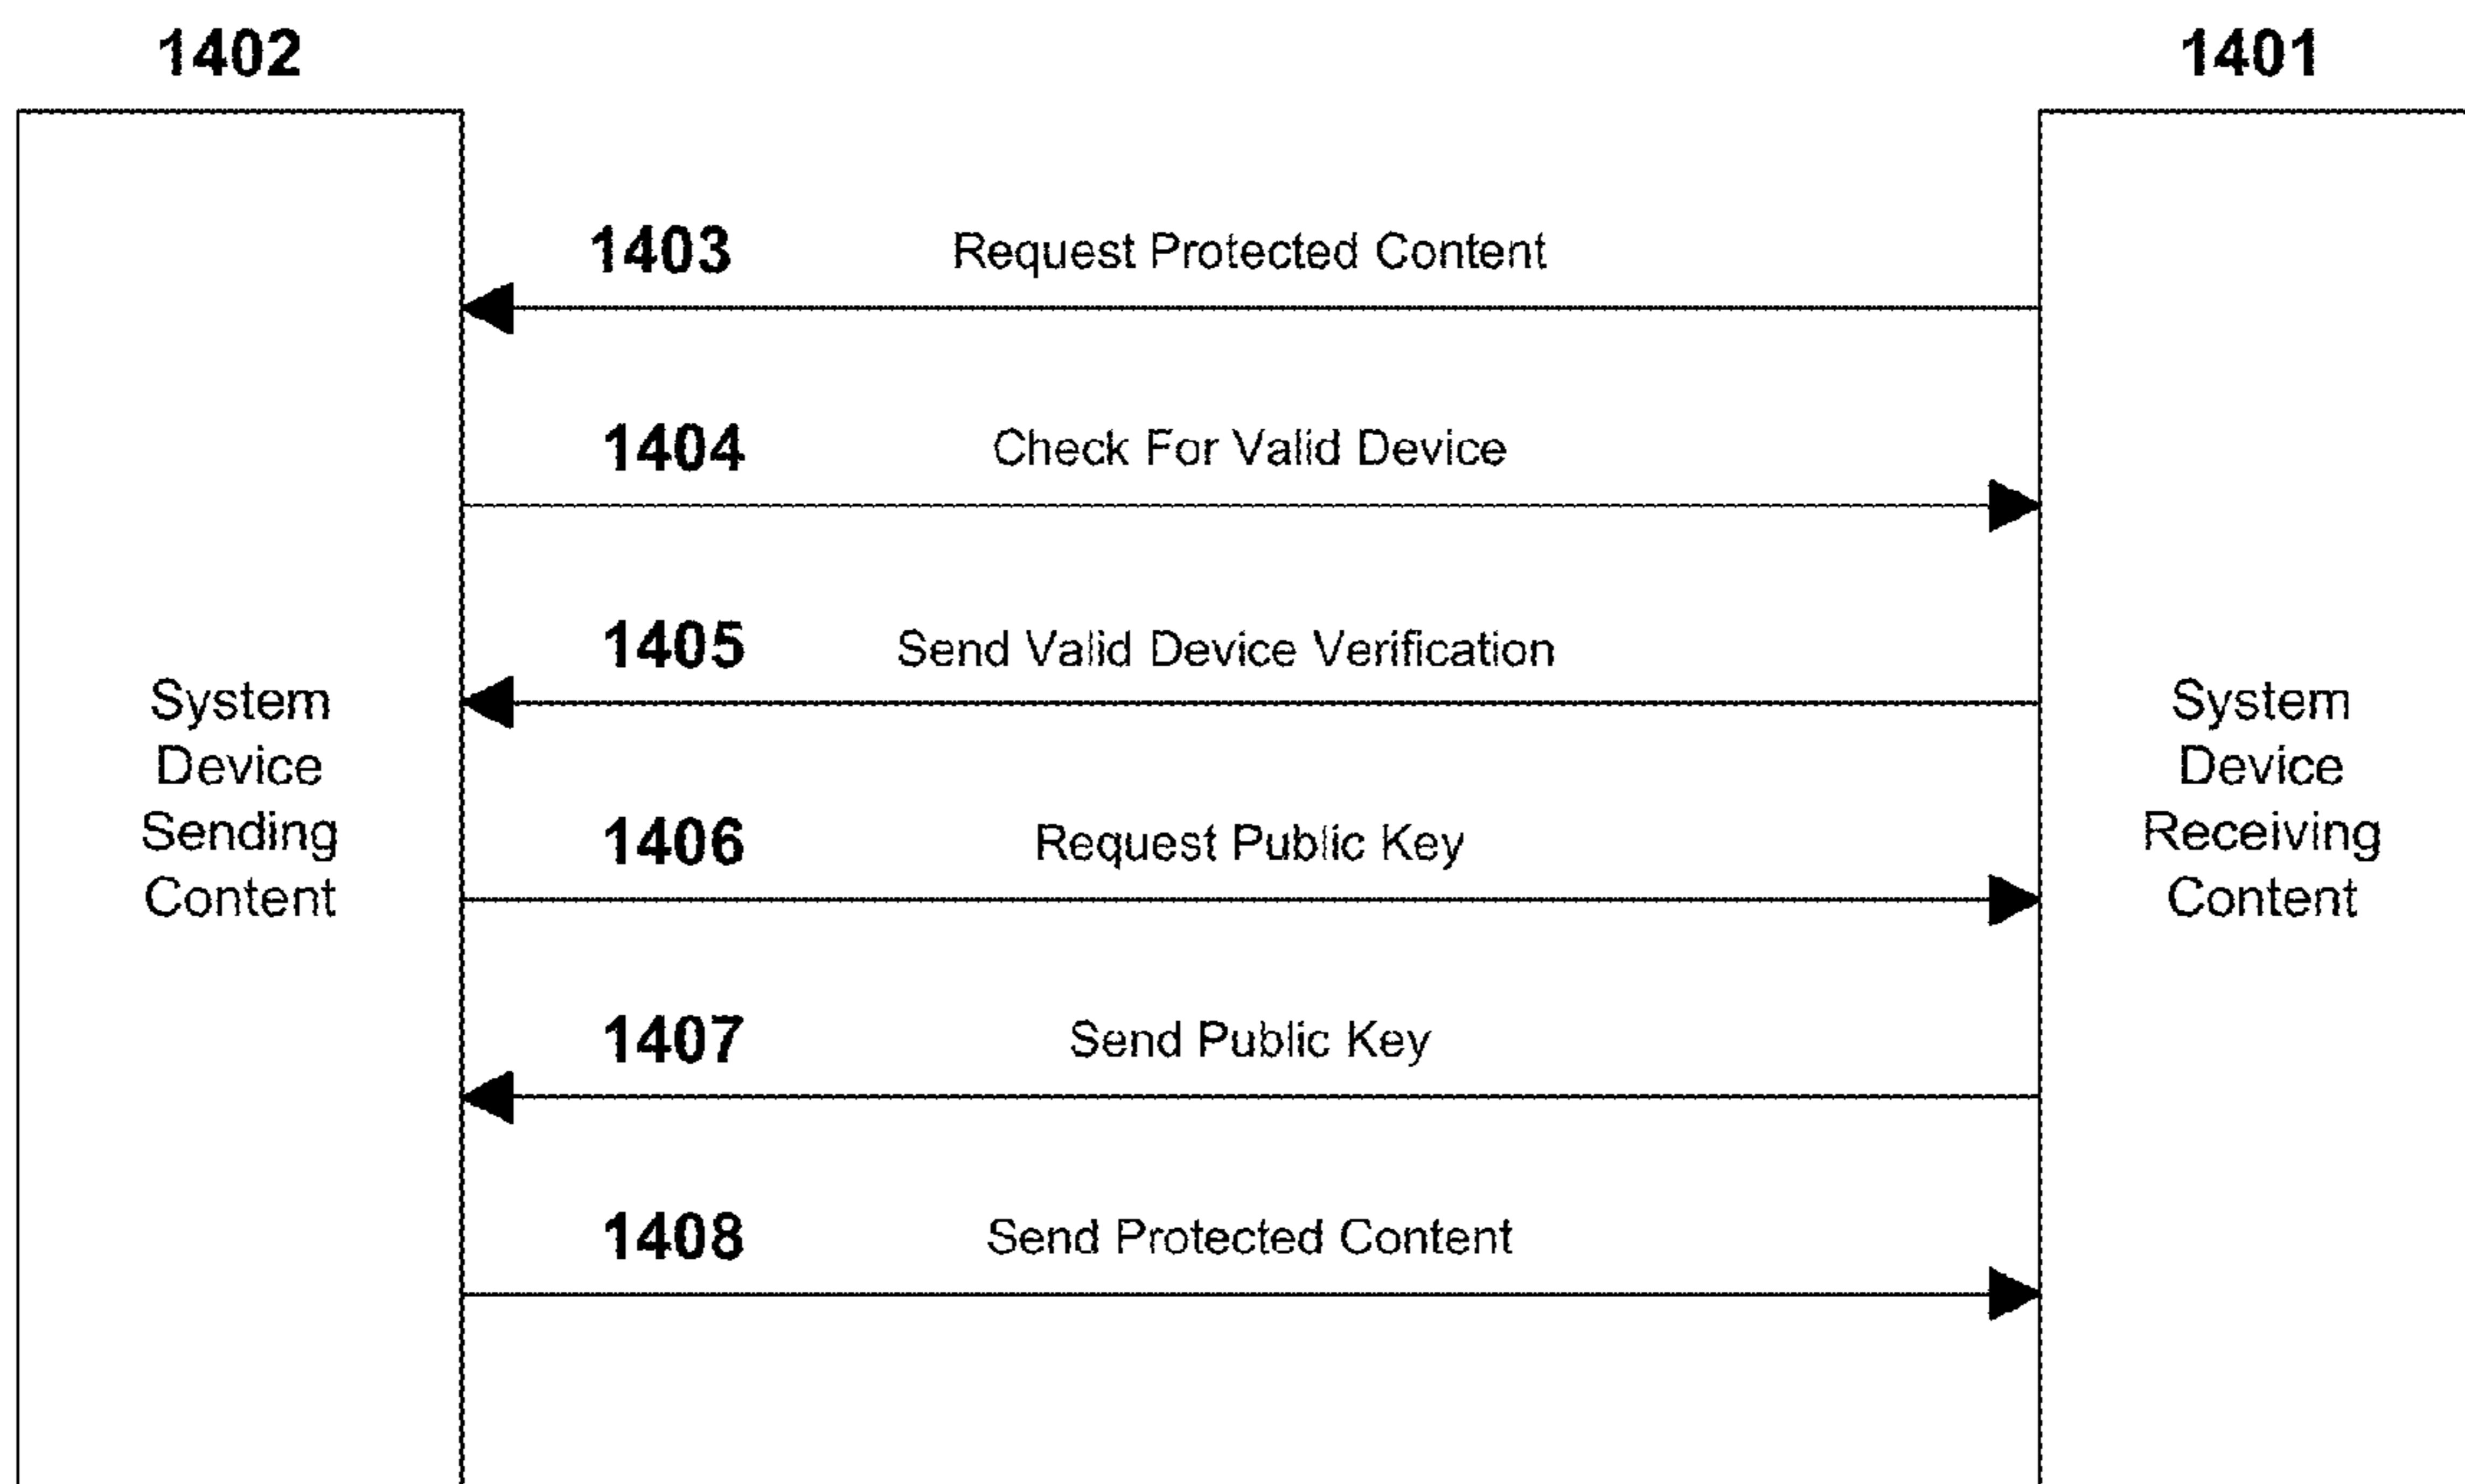 1402
1401
1403 Request Protected Content
1404 Check For Valid Device
1405 Send Valid Device Verification
System
Device
Sending
Content
1406 Request Public Key
System
Device
Receiving
Content
1407 Send Public Key
1408 Send Protected Content